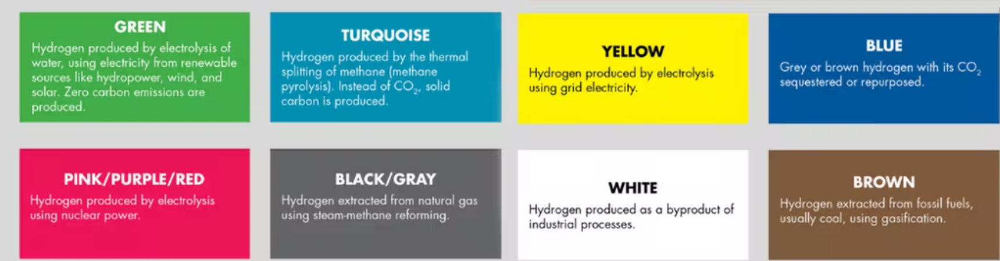 GREEN
Hydrogen produced by electrolysis of
water, using electricity from renewable
sources like hydropower, wind, and
solar. Zero carbon emissions are
produced.
TURQUOISE
Hydrogen produced by the thermal
splitting of methane (methane
pyrolysis). Instead of CO₂, solid
carbon is produced.
YELLOW
Hydrogen produced by electrolysis
using grid electricity.
BLUE
Grey or brown hydrogen with its CO₂
sequestered or repurposed.
PINK/PURPLE/RED
Hydrogen produced by electrolysis
using nuclear power.
BLACK/GRAY
Hydrogen extracted from natural gas
using steam-methane reforming.
WHITE
Hydrogen produced as a byproduct of
industrial processes.
BROWN
Hydrogen extracted from fossil fuels,
usually coal, using gasification.